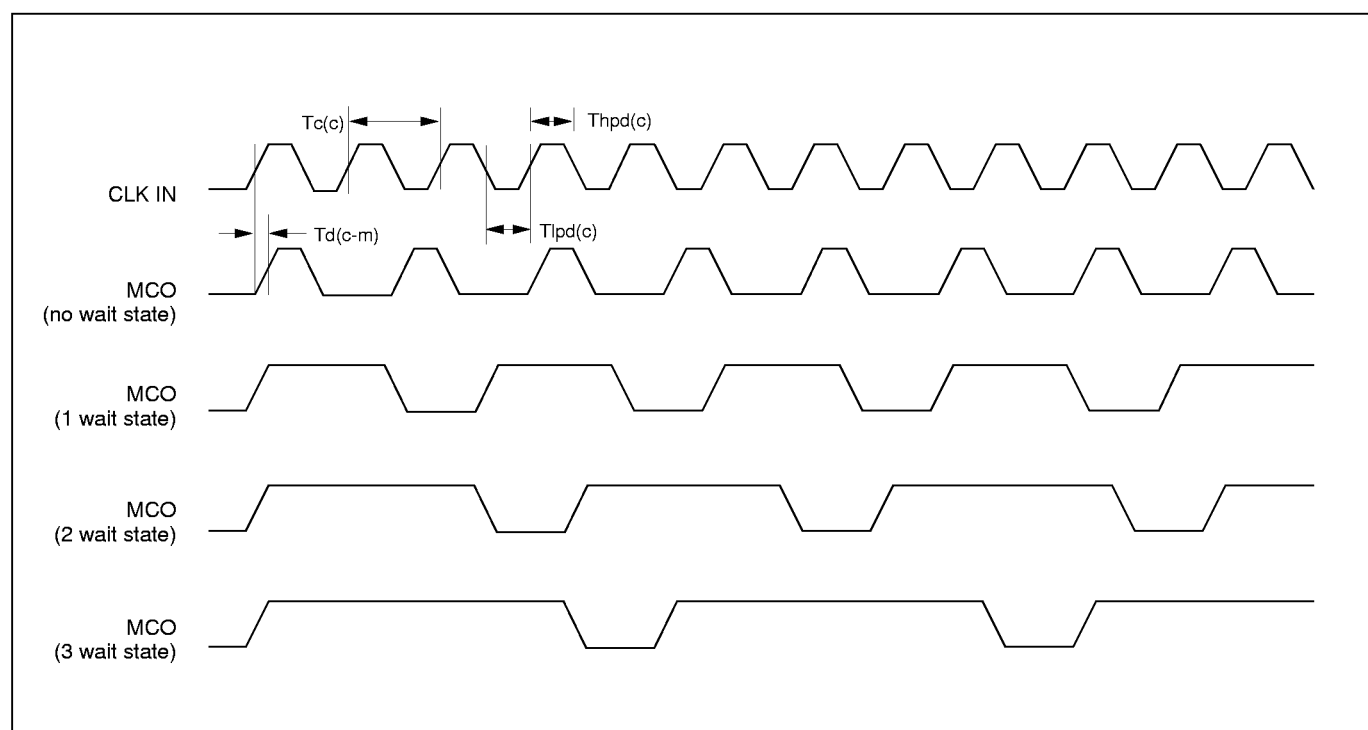 Tc(c)
Thpd(c)
CLK IN
Td(c-m)
Tlpd(c)
MCO
(no wait state)
MCO
(1 wait state)
MCO
(2 wait state)
MCO
(3 wait state)